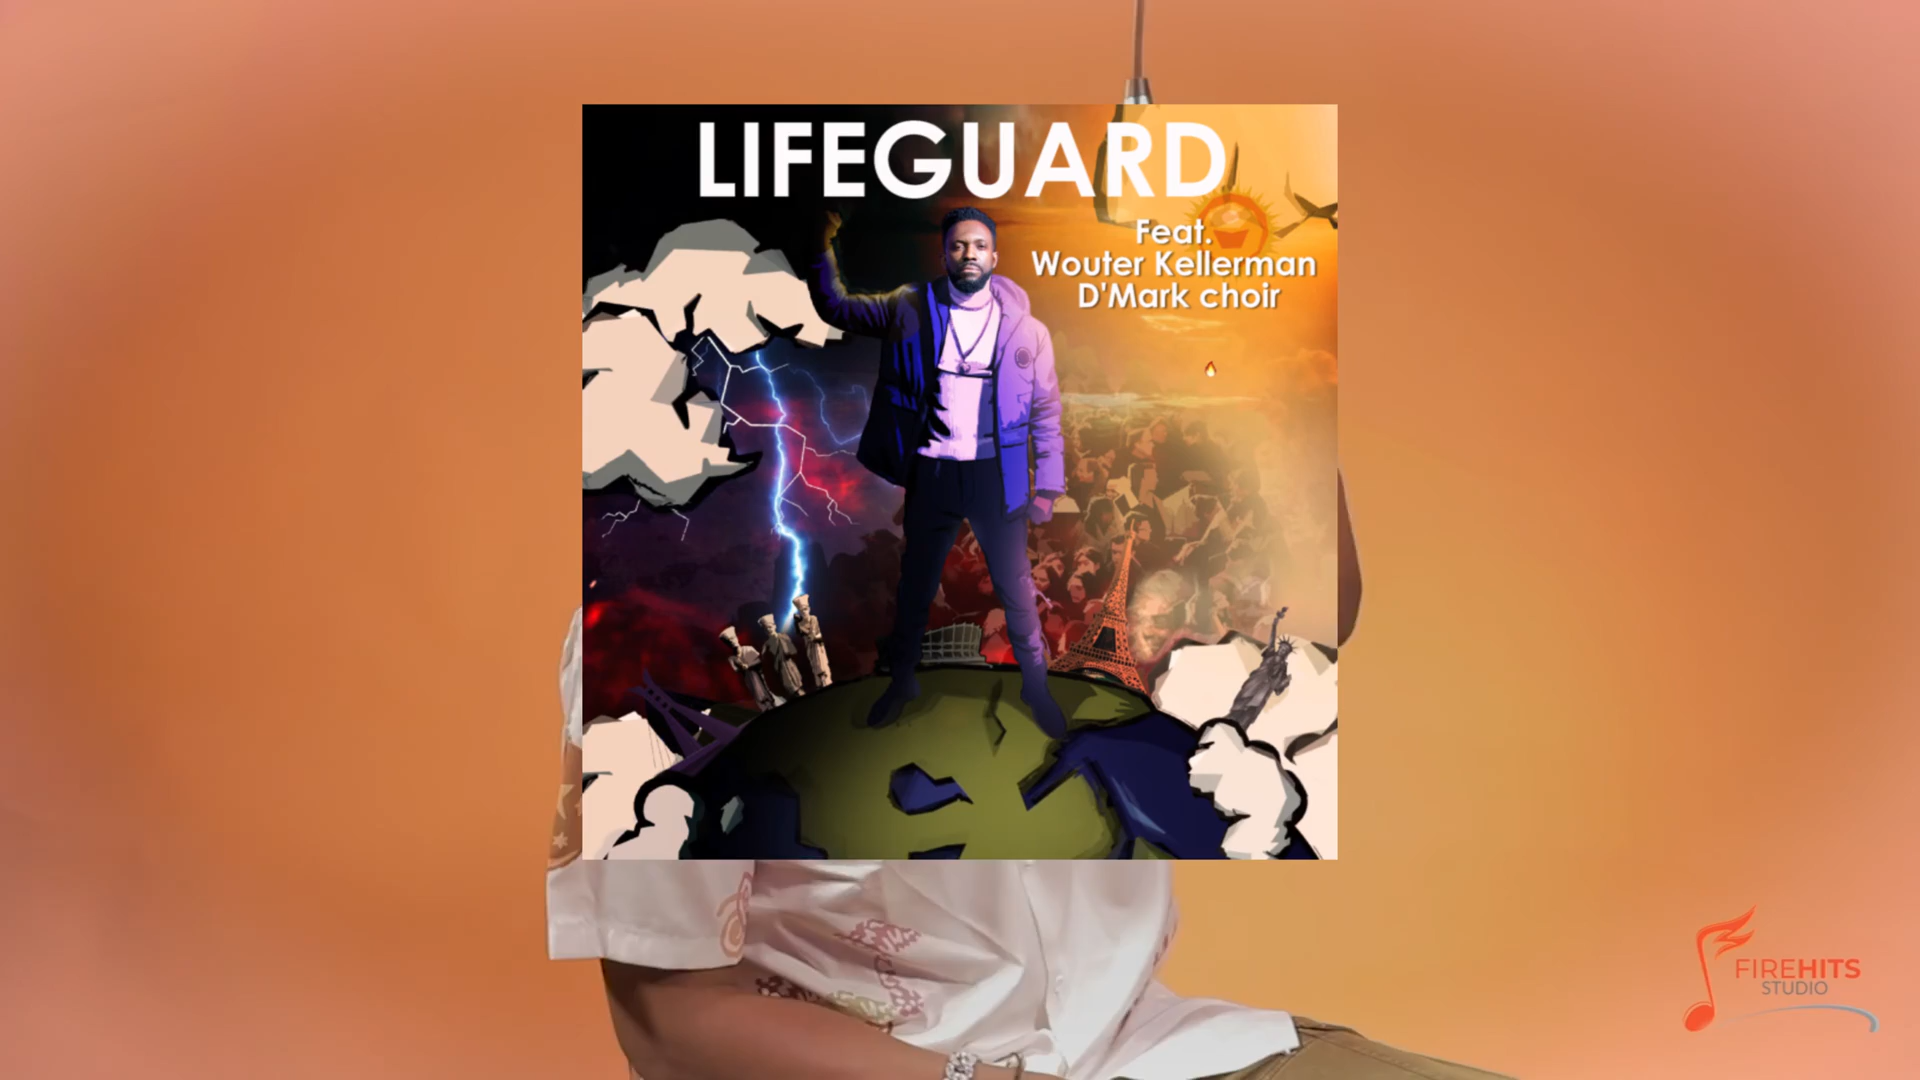 LIFEGUARD
Feat.
Wouter Kellerman
D'Mark choir
FIREHITS
STUDIO